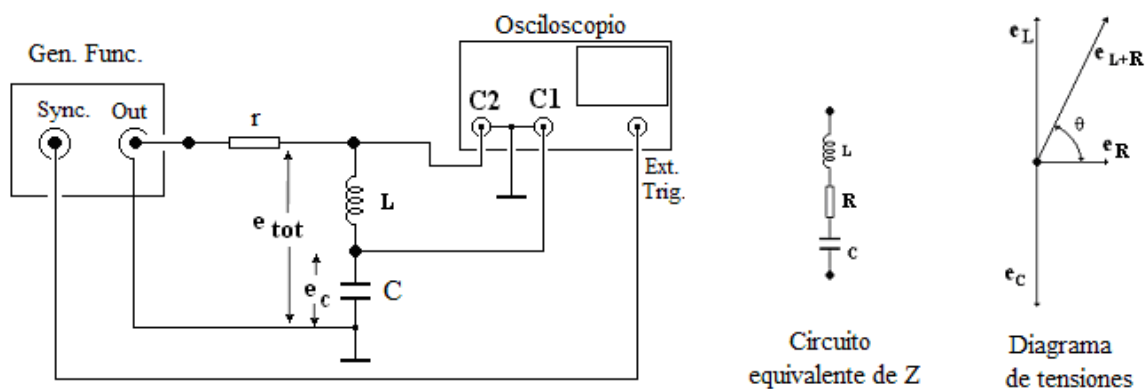 Osciloscopio
Gen. Func.
Sync. Out
r
C2 C1
Ext.
Trig.
L
e tot
e c
C
L
R
C
Circuito
equivalente de Z
e L
e L+R
θ
e R
e C
Diagrama
de tensiones